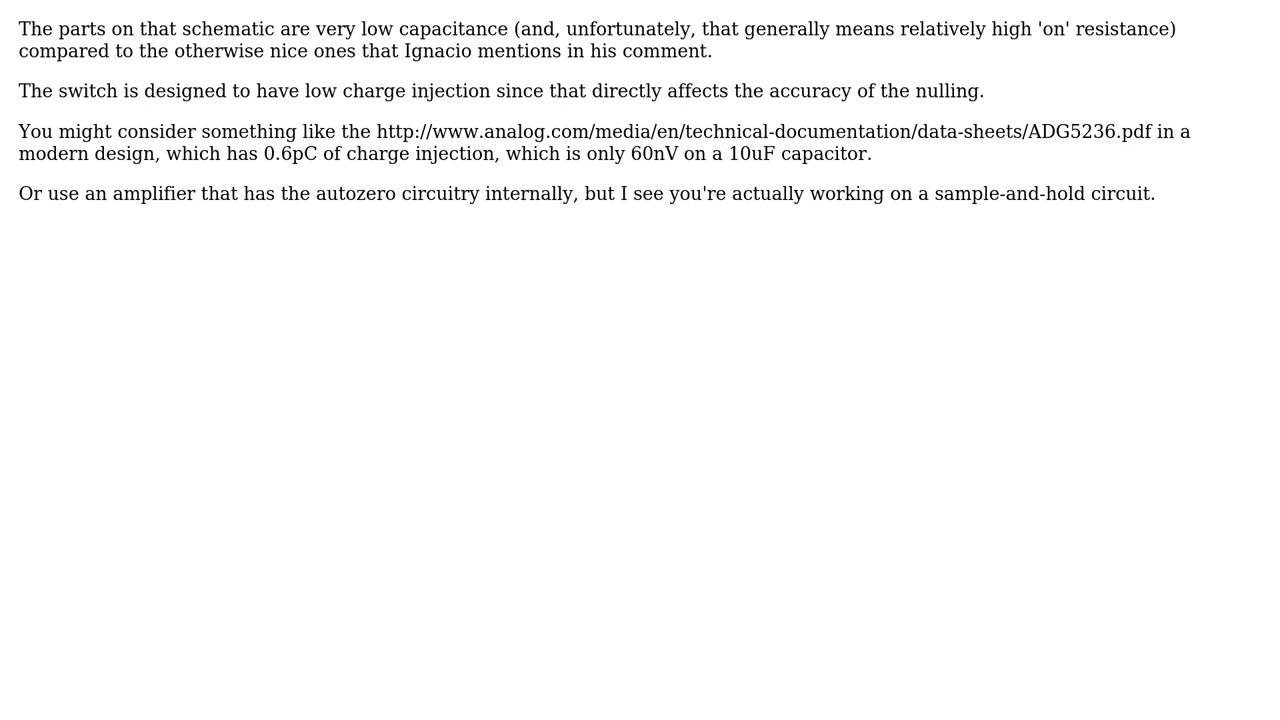 The parts on that schematic are very low capacitance (and, unfortunately, that generally means relatively high 'on' resistance)
compared to the otherwise nice ones that Ignacio mentions in his comment.
The switch is designed to have low charge injection since that directly affects the accuracy of the nulling.
You might consider something like the http://www.analog.com/media/en/technical-documentation/data-sheets/ADG5236.pdf in a
modern design, which has 0.6pC of charge injection, which is only 60nV on a 10uF capacitor.
Or use an amplifier that has the autozero circuitry internally, but I see you're actually working on a sample-and-hold circuit.